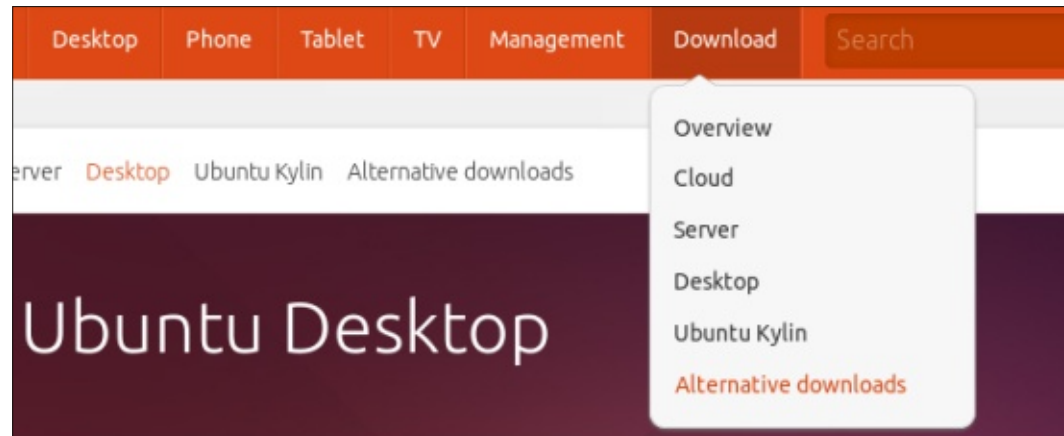 Desktop Phone Tablet TV Management Download Search
Overview
Cloud
Server
Desktop
Ubuntu Kylin
Alternative downloads
erver Desktop Ubuntu Kylin Alternative downloads
Ubuntu Desktop